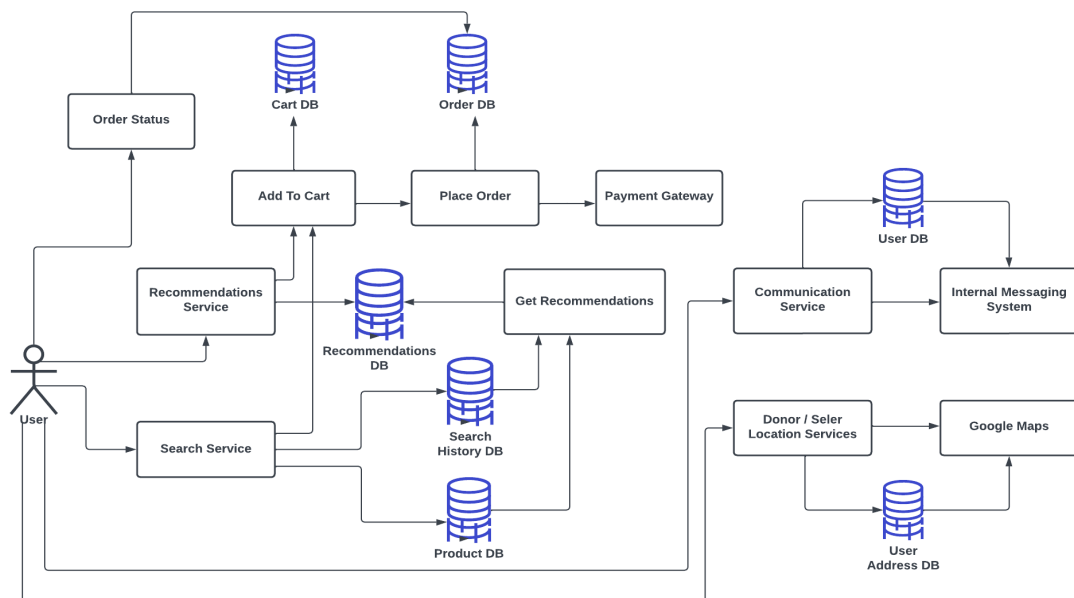 Cart DB
Order DB
Order Status
Add To Cart
Place Order
Payment Gateway
User DB
Recommendations
Service
Get Recommendations
Communication
Service
Internal Messaging
System
Recommendations
DB
User
Search Service
Search
History DB
Donor / Seler
Location Services
Google Maps
Product DB
User
Address DB